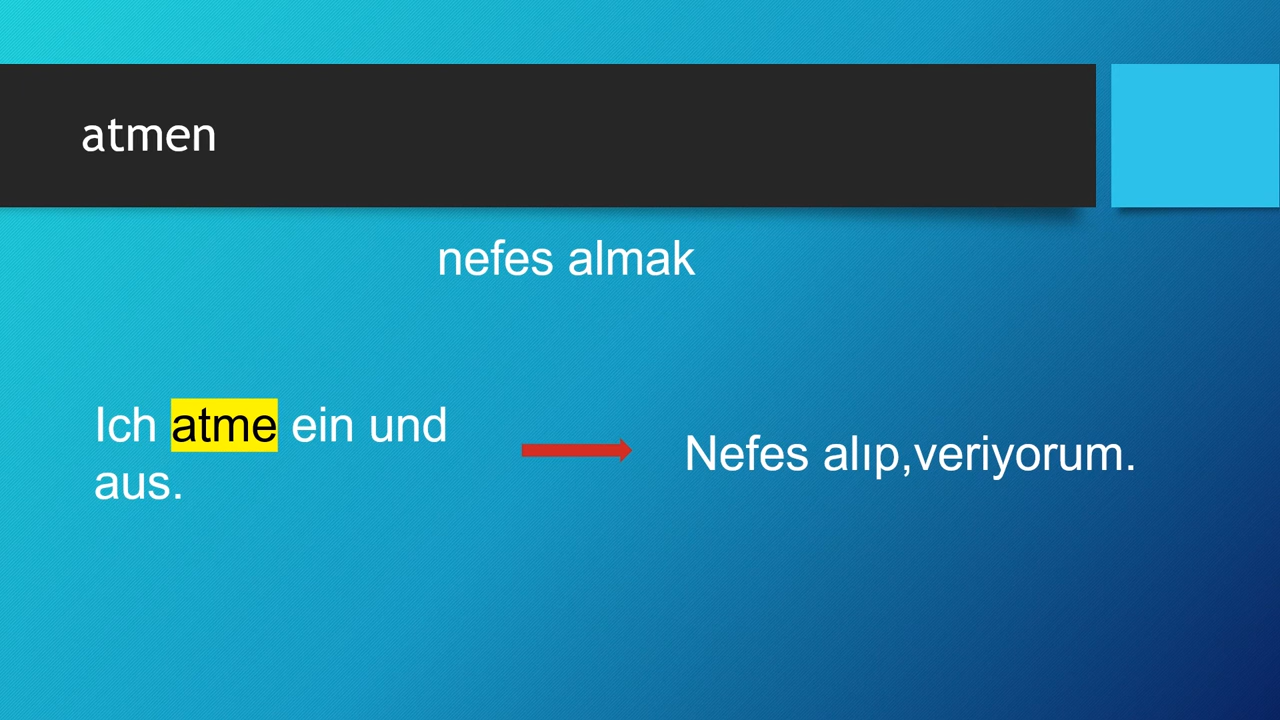 atmen
nefes almak
Ich atme ein und
aus.
Nefes alıp,veriyorum.